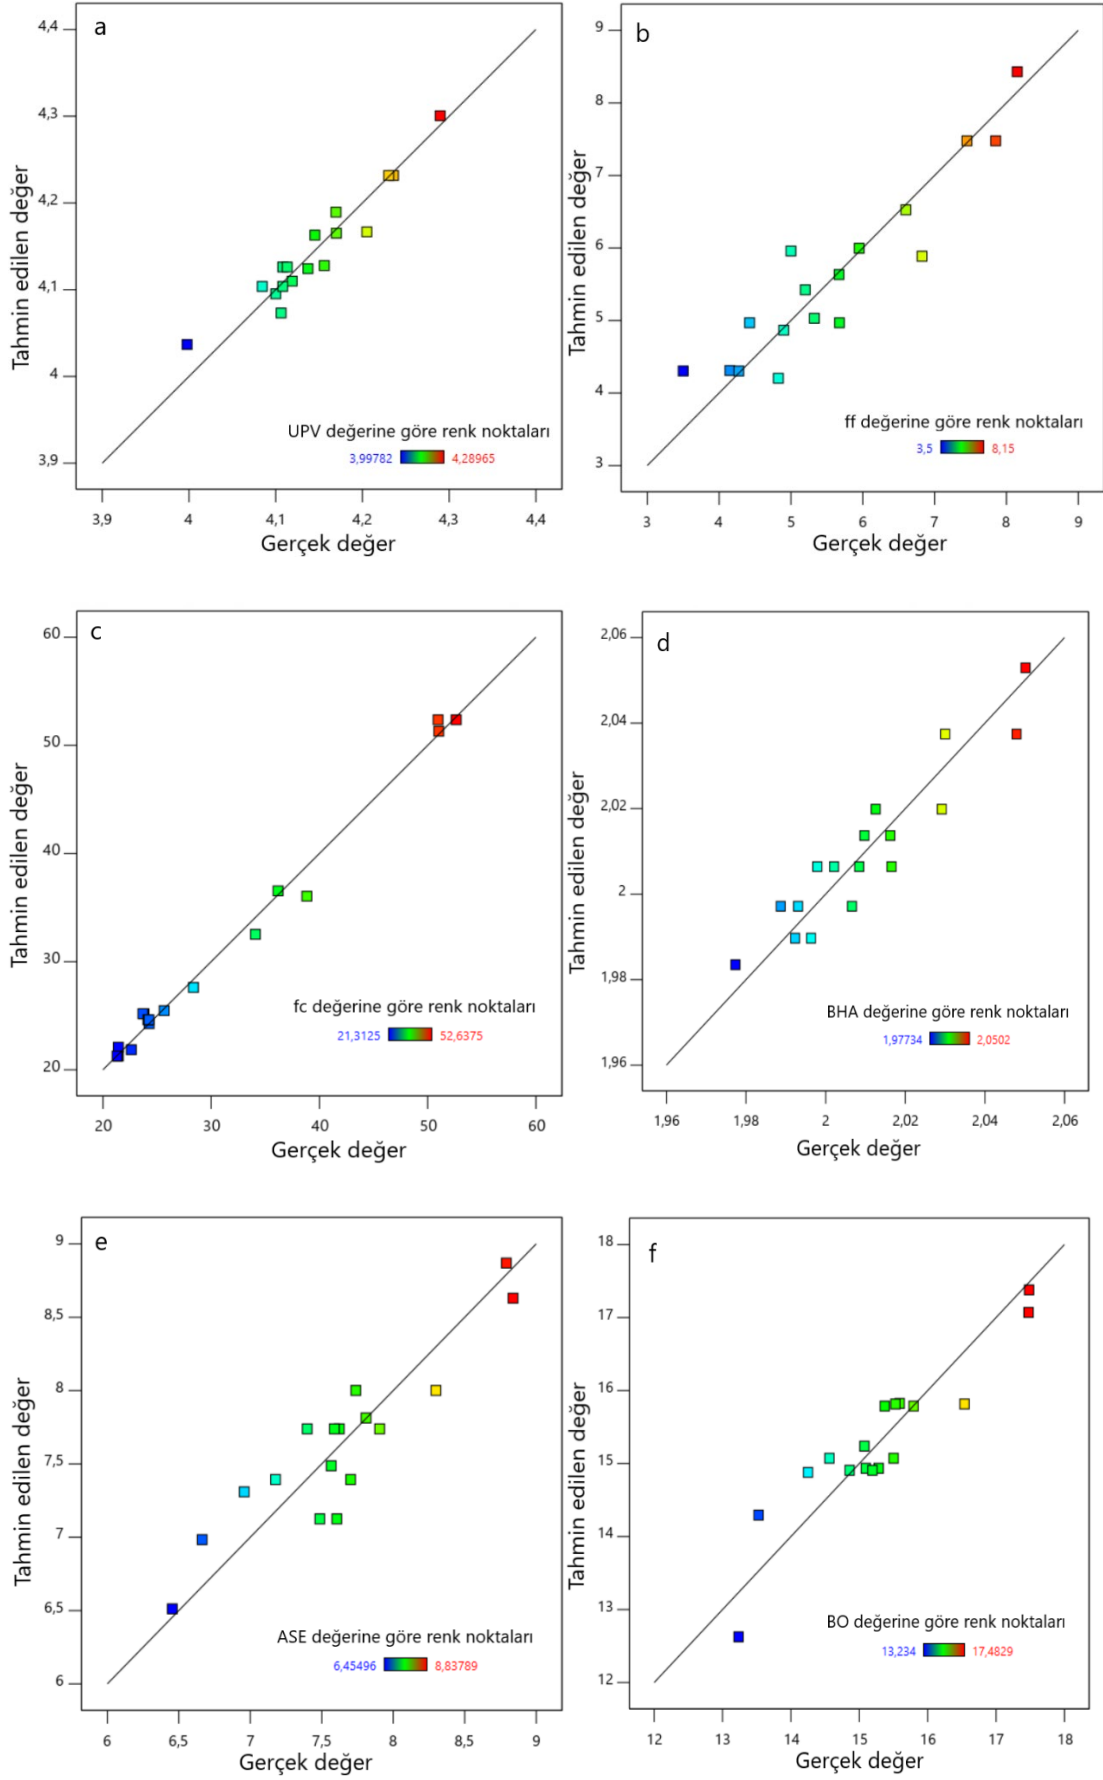 a
4,4
4,3
4,2
4,1
4
3,9
Tahmin edilen değer
UPV değerine göre renk noktaları
3,99782 4,28965
3,9 4 4,1 4,2 4,3 4,4
Gerçek değer
b
9
8
7
6
5
4
3
Tahmin edilen değer
ff değerine göre renk noktaları
3,5 8,15
3 4 5 6 7 8 9
Gerçek değer
c
60
50
40
30
20
Tahmin edilen değer
fc değerine göre renk noktaları
21,3125 52,6375
20 30 40 50 60
Gerçek değer
d
2,06
2,04
2,02
2
1,98
1,96
Tahmin edilen değer
BHA değerine göre renk noktaları
1,97734 2,0502
1,96 1,98 2 2,02 2,04 2,06
Gerçek değer
e
9
8,5
8
7,5
7
6,5
6
Tahmin edilen değer
ASE değerine göre renk noktaları
6,45496 8,83789
6 6,5 7 7,5 8 8,5 9
Gerçek değer
f
18
17
16
15
14
13
12
Tahmin edilen değer
BO değerine göre renk noktaları
13,234 17,4829
12 13 14 15 16 17 18
Gerçek değer